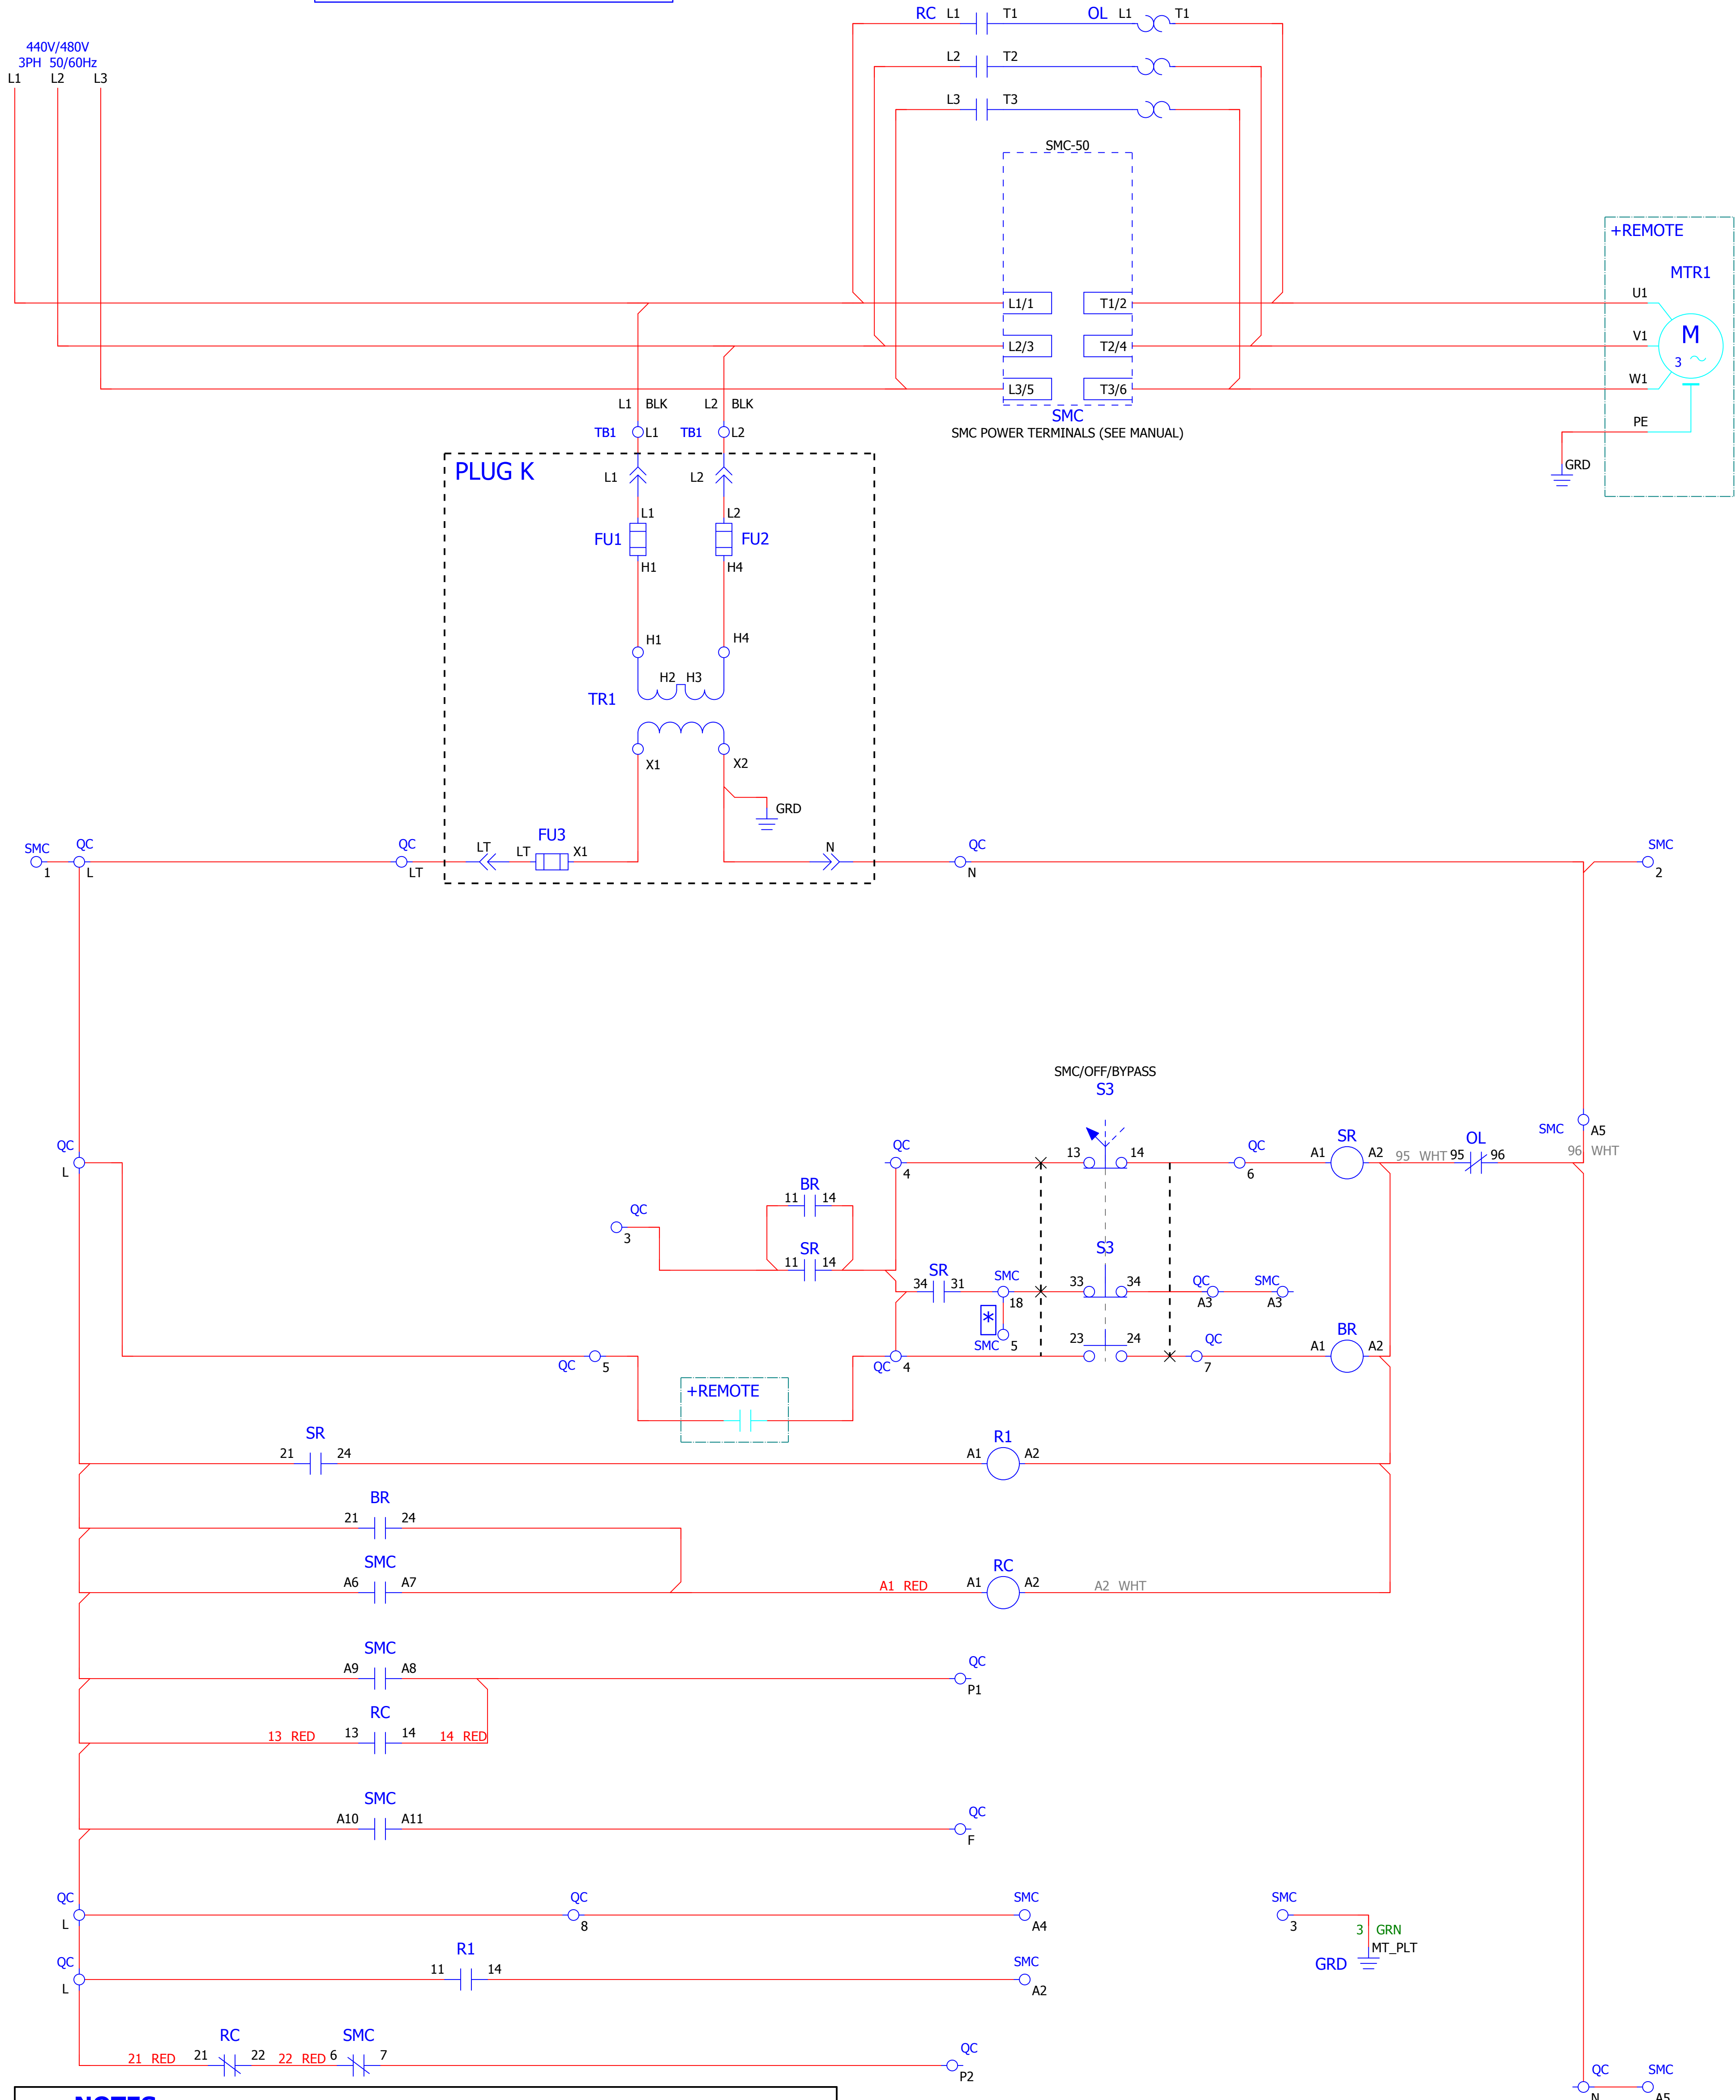 RC L1 T1 OL L1 T1
440V/480V
3PH 50/60Hz
L1 L2 L3
L2 T2
L3 T3
SMC-50
+REMOTE
MTR1
L1/1 T1/2 U1
L2/3 T2/4 V1
M
3
L3/5 T3/6 W1
L1 BLK L2 BLK
SMC
SMC POWER TERMINALS (SEE MANUAL)
PE
GRD
TB1 L1 TB1 L2
PLUG K
L1 L2
L1 L2
FU1 FU2
H1 H4
H1 H4
H2 H3
TR1
X1 X2
GRD
FU3
SMC QC QC LT LT X1 N QC SMC
1 L LT N 2
SMC/OFF/BYPASS
S3
SMC A5
QC QC 13 14 QC SR OL
A1 A2 95 WHT 95 96 96 WHT
L 4 6
BR
11 14
QC
3
SR S3
11 14
SR SMC
34 31 33 34 QC SMC
18 A3 A3
*
SMC 5 23 24 QC BR
A1 A2
QC 5 QC 4 7
+REMOTE
SR R1
21 24 A1 A2
BR
21 24
SMC RC
A6 A7 A1 RED A1 A2 A2 WHT
SMC
A9 A8 QC
P1
RC
13 RED 13 14 14 RED
SMC
A10 A11 QC
F
QC QC SMC SMC
L 8 A4 3
3 GRN
MT_PLT
GRD
QC R1 SMC
11 14
L A2
RC SMC
21 RED 21 22 22 RED 6 7 QC
P2
QC SMC
N A5
NOTES